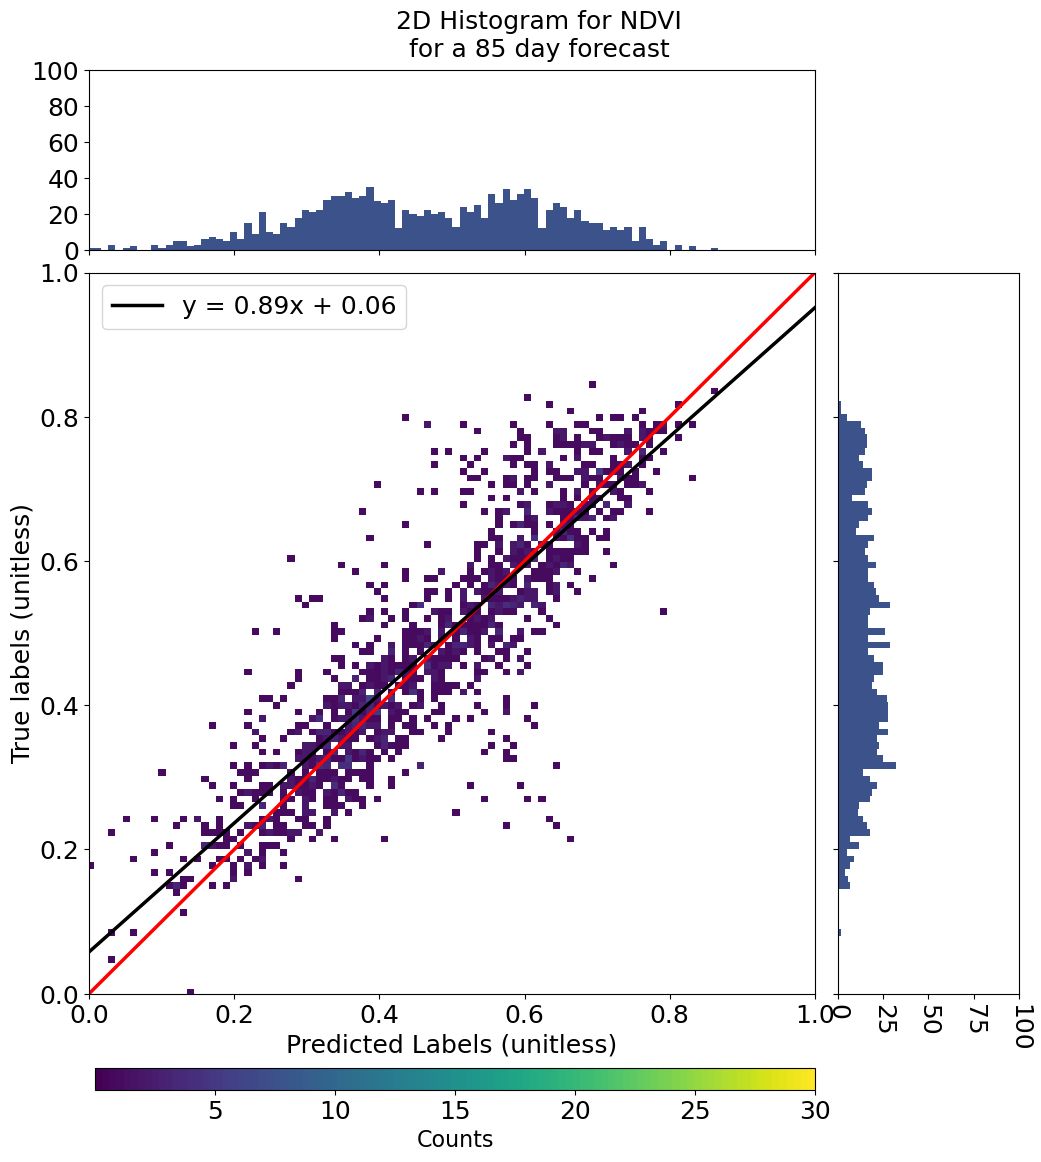 2D Histogram for NDVI
for a 85 day forecast
100
80
60
40
20
0
1.0
0.8
0.6
0.4
0.2
0.0
True labels (unitless)
y = 0.89x + 0.06
0.0 0.2 0.4 0.6 0.8 1.0
Predicted Labels (unitless)
0 25 50 75 100
5 10 15 20 25 30
Counts